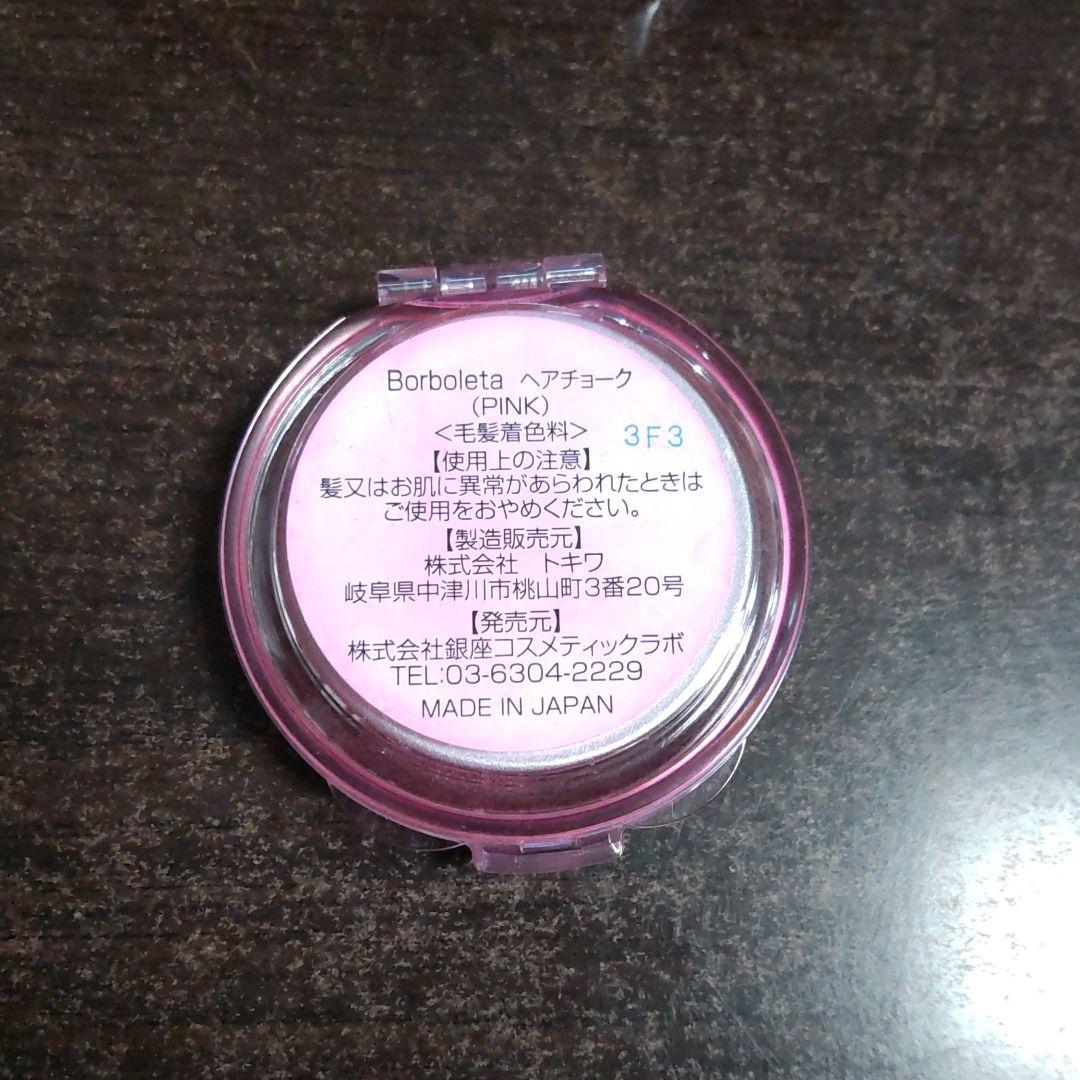 Borboleta ヘアチョーク
(PINK)
<毛髪着色料> 3F3
【使用上の注意】
髪又はお肌に異常があらわれたときは
ご使用をおやめください。
【製造販売元】
株式会社 トキワ
岐阜県中津川市桃山町3番20号
【発売元】
株式会社銀座コスメティックラボ
TEL:03-6304-2229
MADE IN JAPAN